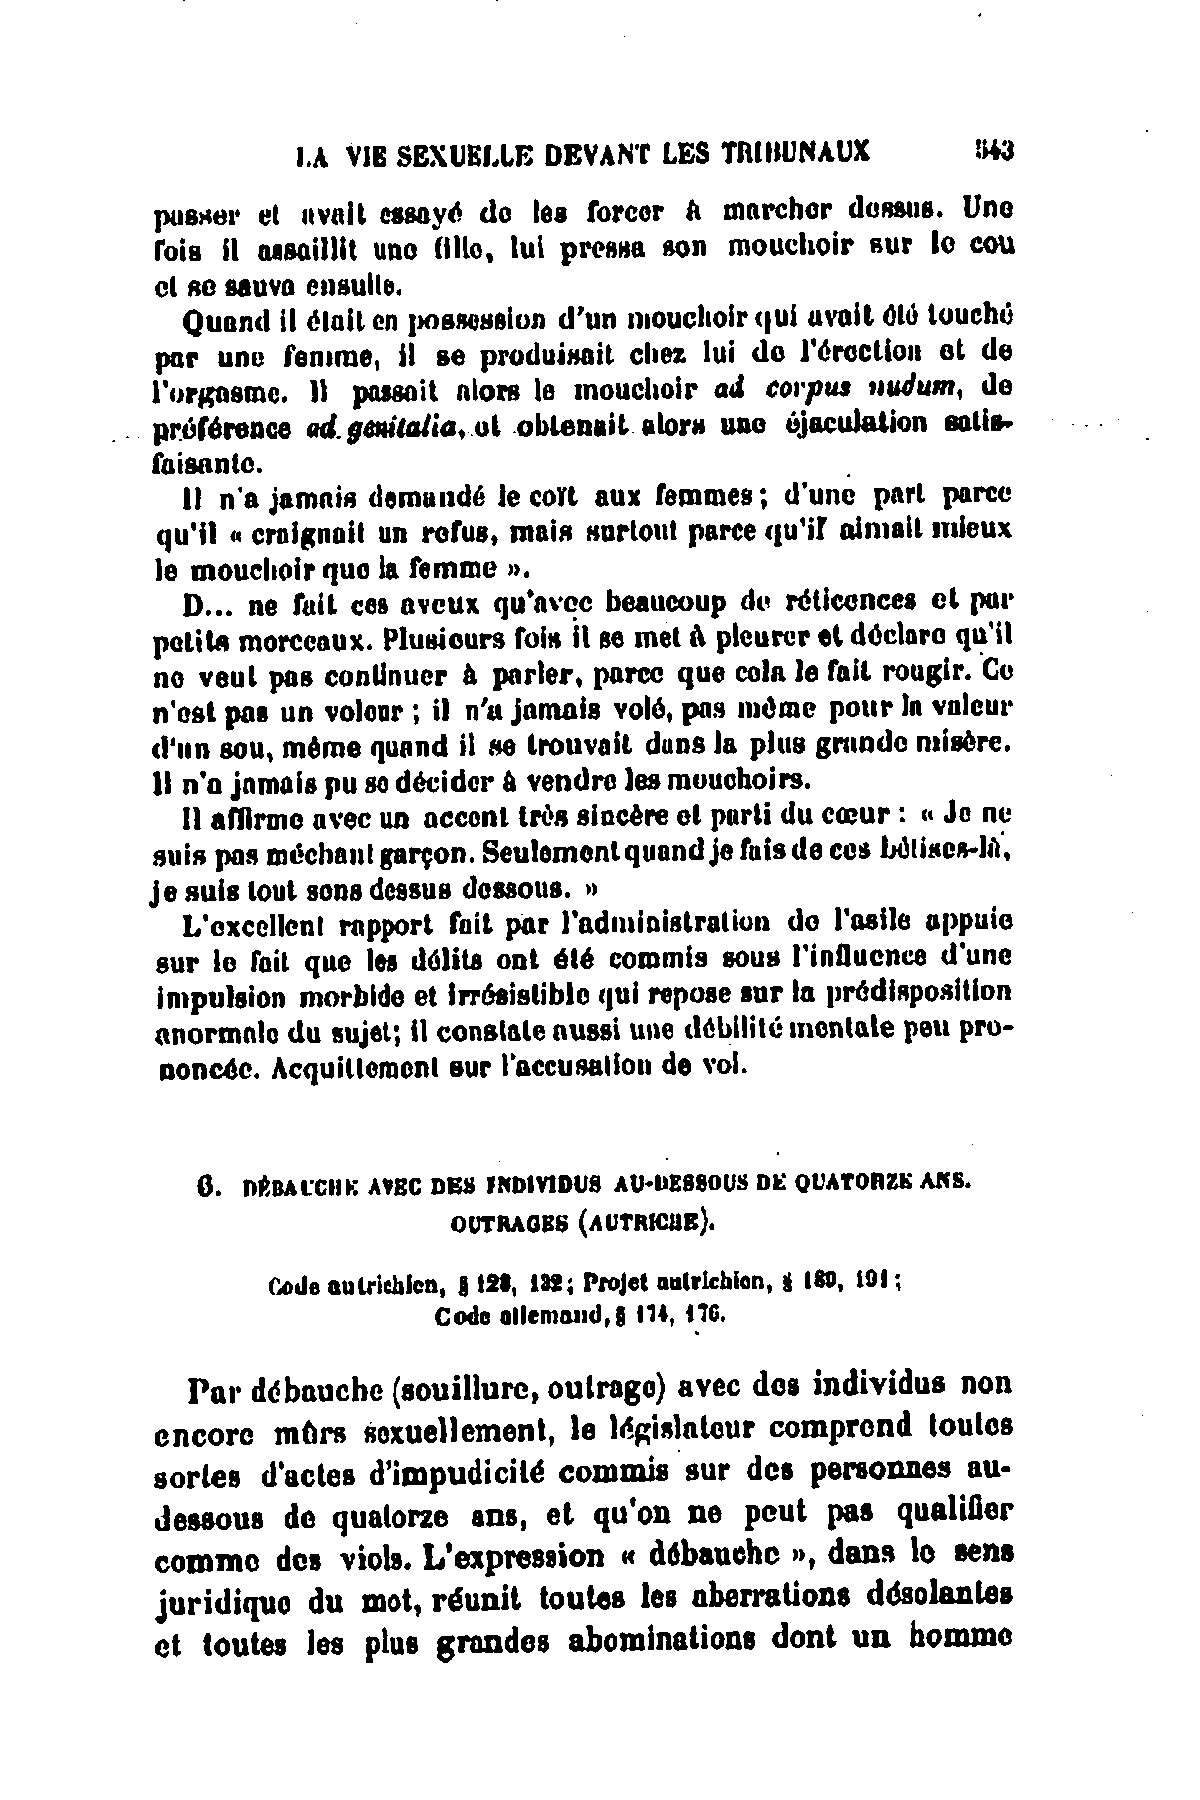 LA VIE SEXUELLE DEVANT LES TRIBUNAUX 543
passer et avait essayé de les forcer à marcher dessus. Une
fois il assaillit une fille, lui pressa son mouchoir sur le cou
et se sauva ensuite.
Quand il était en possession d'un mouchoir qui avait été touché
par une femme, il se produisait chez lui de l'érection et de
l'orgasme. Il passait alors le mouchoir ad corpus nudum, de
préférence ad genitalia, et obtenait alors une éjaculation satis-
faisante.
Il n'a jamais demandé le coït aux femmes; d'une part parce
qu'il « craignait un refus, mais surtout parce qu'il aimait mieux
le mouchoir que la femme ».
D... ne fait ces aveux qu'avec beaucoup de réticences et par
petits morceaux. Plusieurs fois il se met à pleurer et déclare qu'il
ne veut pas continuer à parler, parce que cela le fait rougir. Ce
n'est pas un voleur ; il n'a jamais volé, pas même pour la valeur
d'un sou, même quand il se trouvait dans la plus grande misère.
Il n'a jamais pu se décider à vendre les mouchoirs.
Il affirme avec un accent très sincère et parti du cœur : « Je ne
suis pas méchant garçon. Seulement quand je fais de ces bêtises-là,
je suis tout sens dessus dessous. »
L'excellent rapport fait par l'administration de l'asile appuie
sur le fait que les délits ont été commis sous l'influence d'une
impulsion morbide et irrésistible qui repose sur la prédisposition
anormale du sujet; il constate aussi une débilité mentale peu pro-
noncée. Acquittement sur l'accusation de vol.
6. DÉBAUCHE AVEC DES INDIVIDUS AU-DESSOUS DE QUATORZE ANS.
OUTRAGES (AUTRICHE).
Code autrichien, § 128, 132; Projet autrichien, § 189, 191;
Code allemand, § 174, 176.
Par débauche (souillure, outrage) avec des individus non
encore mûrs sexuellement, le législateur comprend toutes
sortes d'actes d'impudicité commis sur des personnes au-
dessous de quatorze ans, et qu'on ne peut pas qualifier
comme des viols. L'expression « débauche », dans le sens
juridique du mot, réunit toutes les aberrations désolantes
et toutes les plus grandes abominations dont un homme